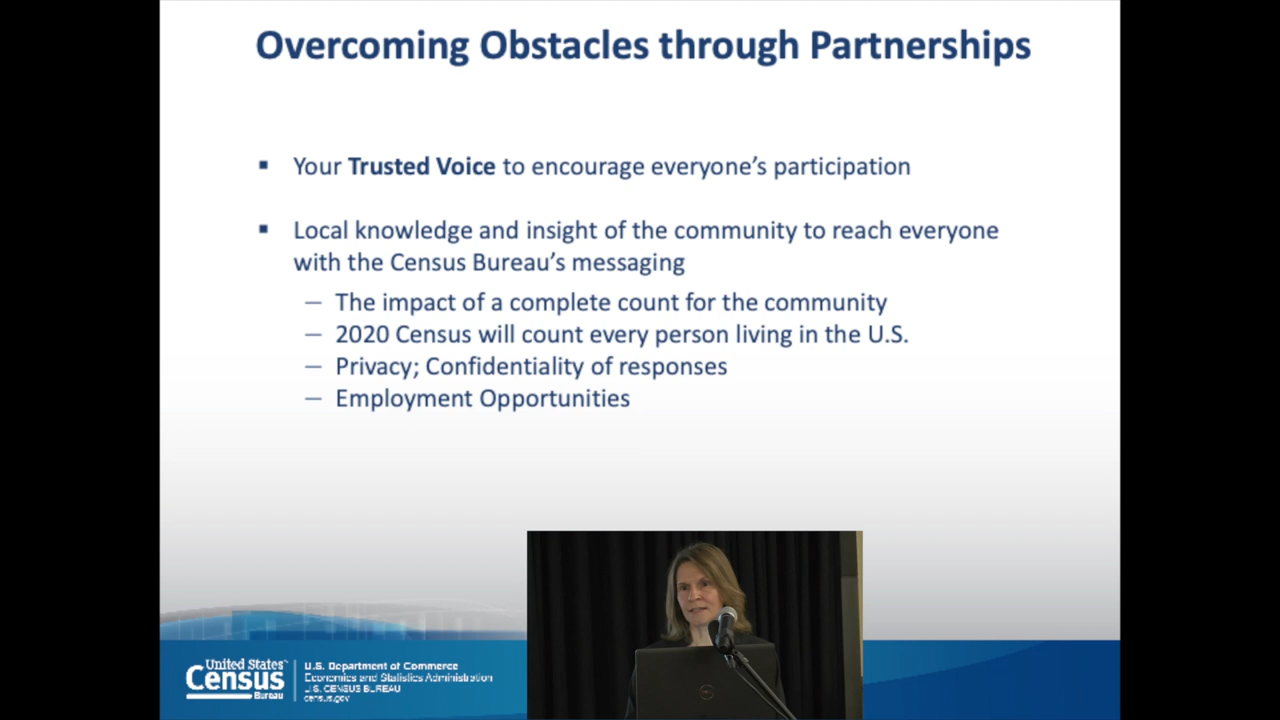 Overcoming Obstacles through Partnerships
▪ Your Trusted Voice to encourage everyone’s participation
▪ Local knowledge and insight of the community to reach everyone
with the Census Bureau’s messaging
— The impact of a complete count for the community
— 2020 Census will count every person living in the U.S.
— Privacy; Confidentiality of responses
— Employment Opportunities
United States
Census
Bureau
U.S. Department of Commerce
Economics and Statistics Administration
U.S. CENSUS BUREAU
census.gov